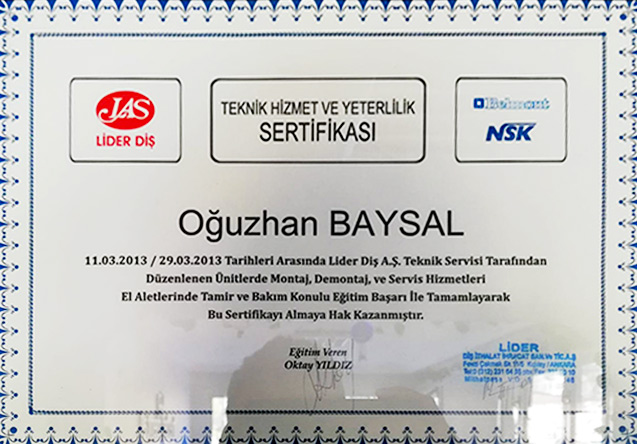 JAS
LİDER DİŞ
TEKNİK HİZMET VE YETERLİLİK
SERTİFİKASI
Belmont
NSK
Oğuzhan BAYSAL
11.03.2013 / 29.03.2013 Tarihleri Arasında Lider Diş A.Ş. Teknik Servisi Tarafından
Düzenlenen Ünitlerde Montaj, Demontaj, ve Servis Hizmetleri
El Aletlerinde Tamir ve Bakım Konulu Eğitim Başarı İle Tamamlayarak
Bu Sertifikayı Almaya Hak Kazanmıştır.
Eğitim Veren
Oktay YILDIZ
LİDER
DİŞ İTHALAT İHRACAT SAN.ve TİC.A.Ş